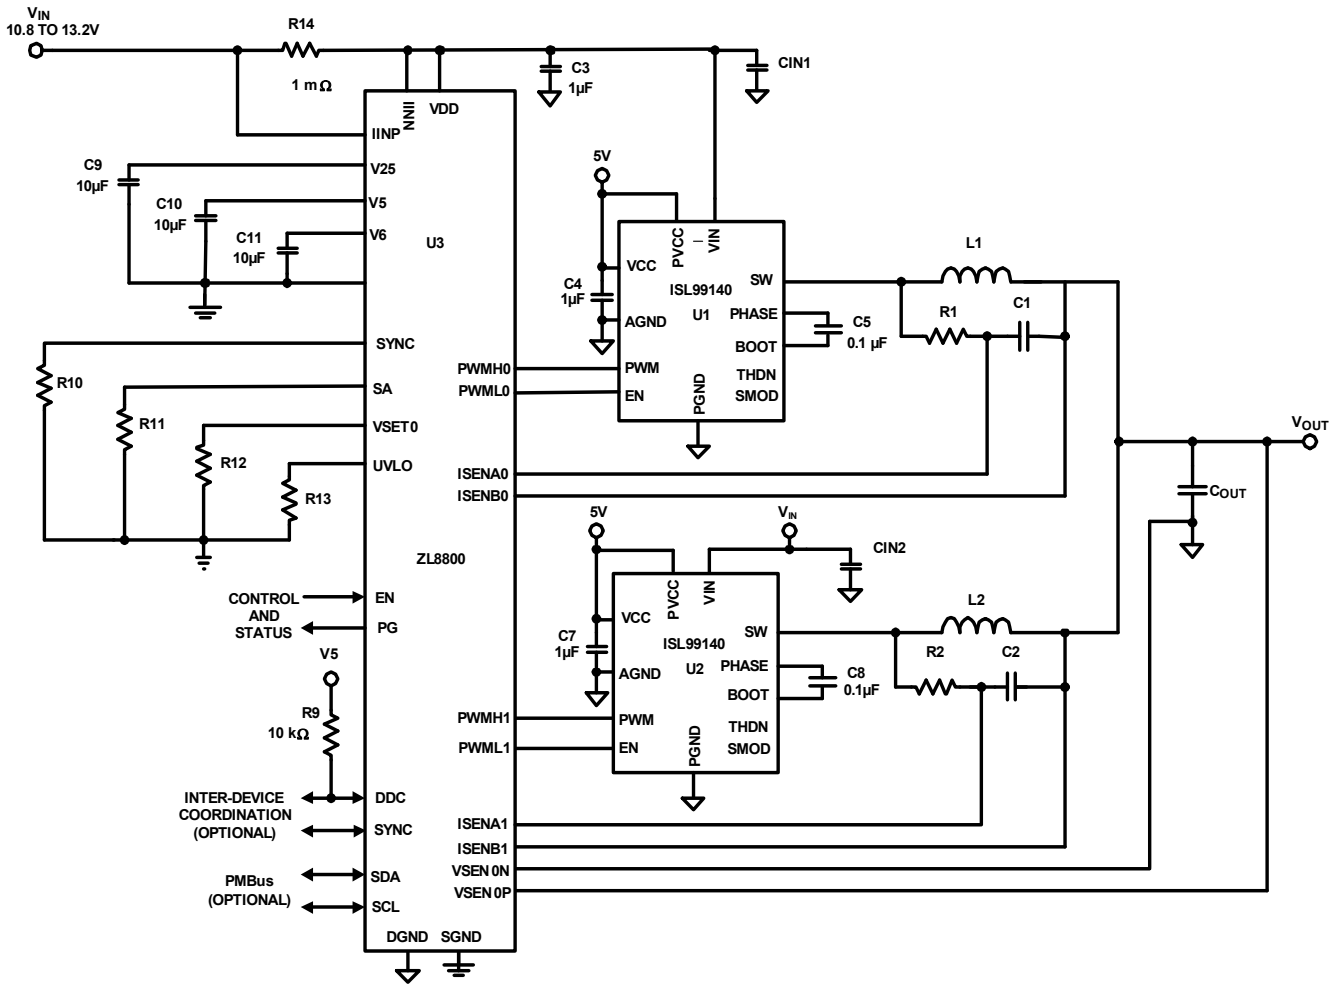 VIN
10.8 TO 13.2V
R14
1 mΩ
C3
1µF
CIN1
IINN
VDD
IINP
C9
10µF
V25
C10
10µF
V5
C11
10µF
V6
U3
5V
PVCC
VIN
VCC
SW
C4
1µF
ISL99140
U1
AGND
PHASE
BOOT
C5
0.1 µF
L1
R1
C1
PWM
EN
PGND
THDN
SMOD
SYNC
R10
SA
R11
VSET0
R12
UVLO
R13
PWMH0
PWML0
ISENA0
ISENB0
VOUT
COUT
ZL8800
5V
VIN
CIN2
PVCC
VIN
VCC
SW
C7
1µF
ISL99140
U2
AGND
PHASE
BOOT
C8
0.1µF
L2
R2
C2
PWM
EN
PGND
THDN
SMOD
CONTROL
AND
STATUS
EN
PG
V5
R9
10 kΩ
PWMH1
PWML1
INTER-DEVICE
COORDINATION
(OPTIONAL)
DDC
SYNC
PMBus
(OPTIONAL)
SDA
SCL
ISENA1
ISENB1
VSEN 0N
VSEN 0P
DGND
SGND